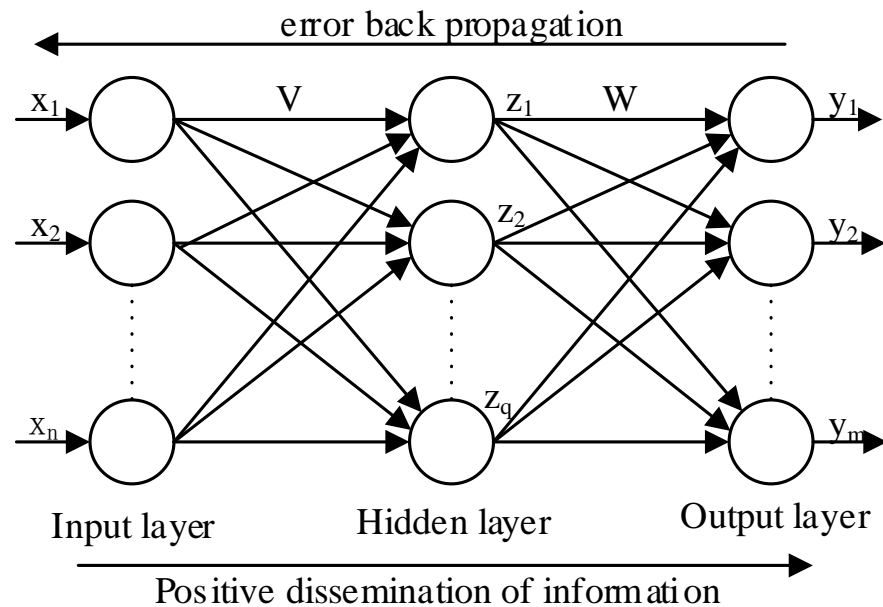 error back propagation
x₁ V z₁ W y₁
x₂ z₂ y₂
xₙ z_q yₘ
Input layer Hidden layer Output layer
Positive dissemination of information